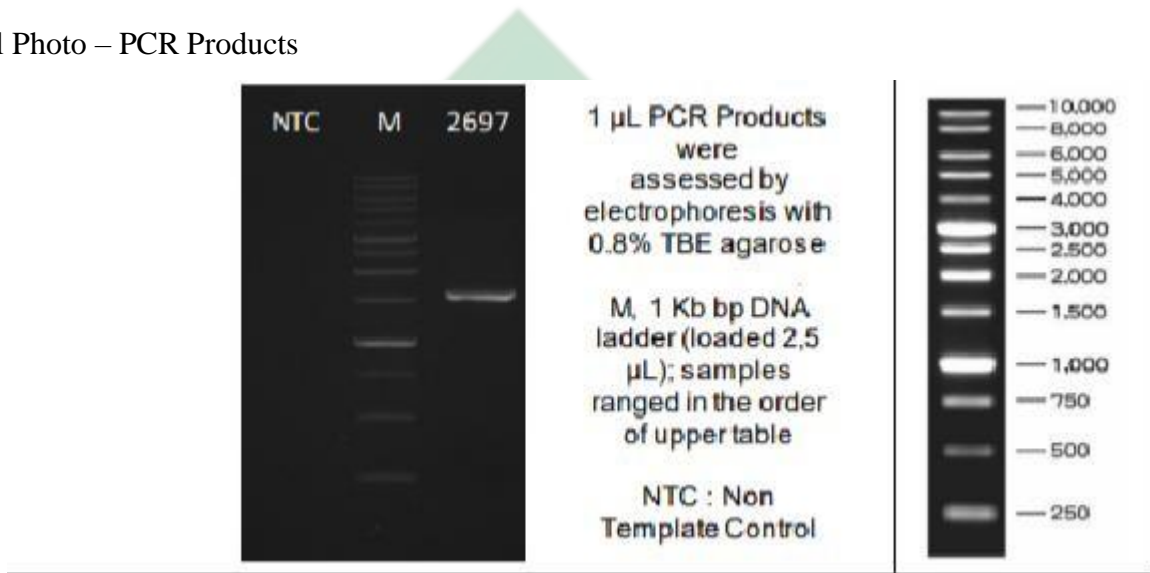 Photo – PCR Products
NTC M 2697
1 µL PCR Products
were
assessed by
electrophoresis with
0.8% TBE agarose
M, 1 Kb bp DNA
ladder (loaded 2,5
µL); samples
ranged in the order
of upper table
NTC : Non
Template Control
10,000
8,000
6,000
5,000
4,000
3,000
2,500
2,000
1,500
1,000
750
500
250